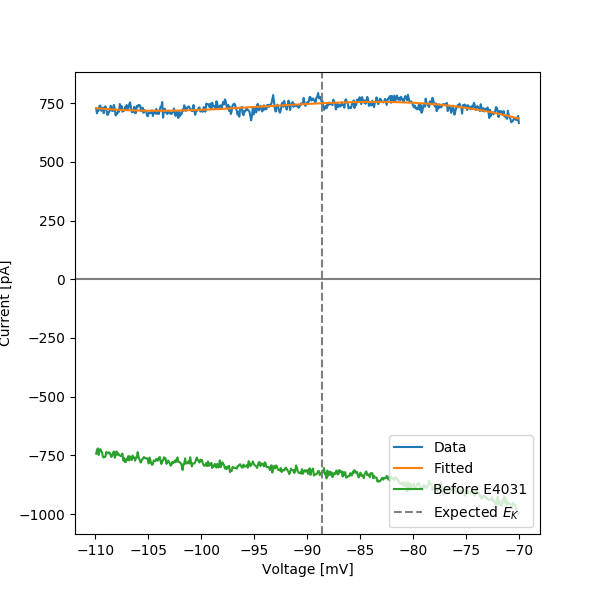 750
500
250
0
−250
−500
−750
−1000
Current [pA]
Data
Fitted
Before E4031
Expected E_K
−110 −105 −100 −95 −90 −85 −80 −75 −70
Voltage [mV]